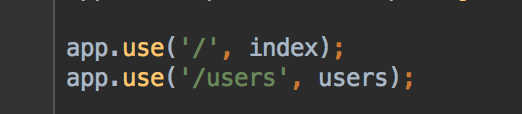 app.use('/', index);
app.use('/users', users);